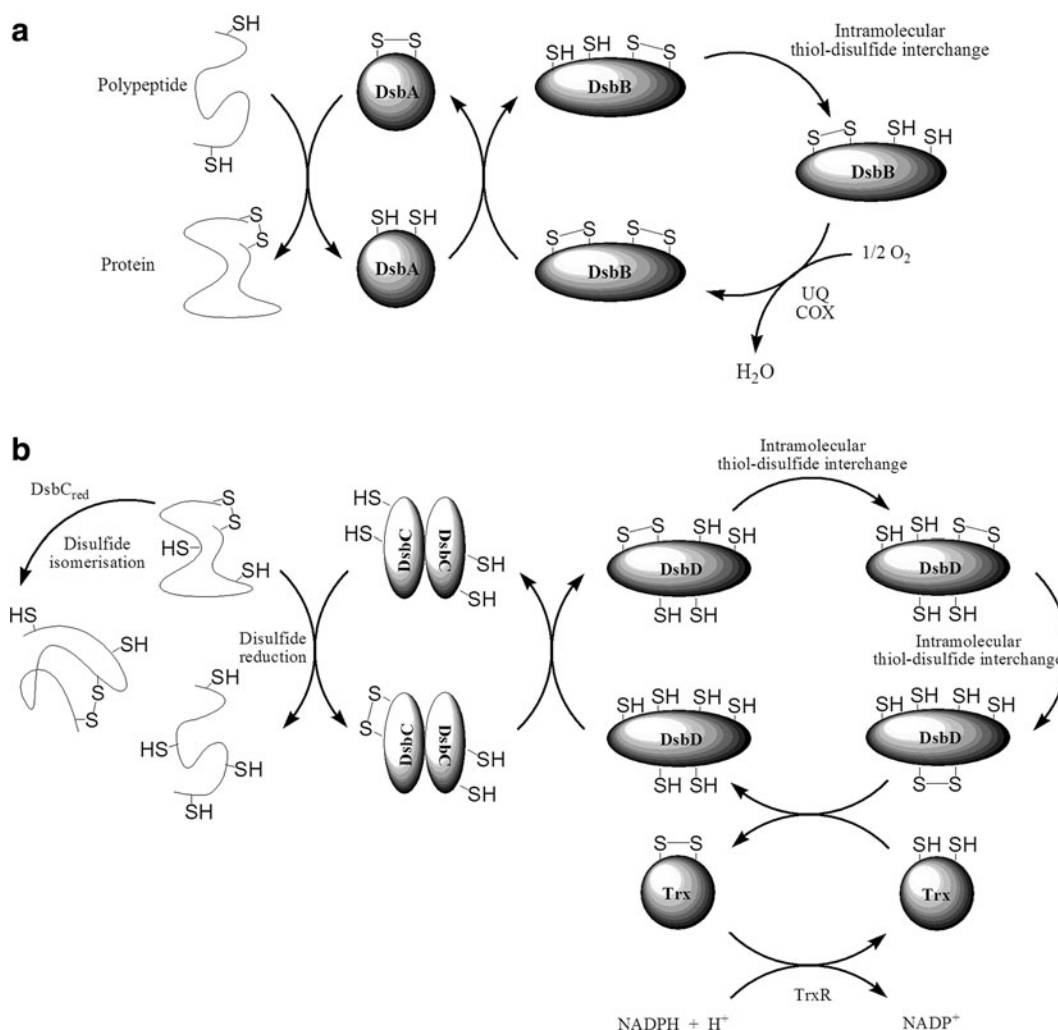 a
SH
Polypeptide
SH
S—S
DsbA
SH SH S—S
DsbB
Intramolecular
thiol-disulfide interchange
S—S SH SH
DsbB
Protein
S
S
SH SH
DsbA
S—S S—S
DsbB
1/2 O₂
UQ
COX
H₂O
b
DsbCred
Disulfide
isomerisation
S
S
HS
SH
HS
SH
S
S
Disulfide
reduction
SH
HS
SH
SH
HS
HS
DsbC
DsbC
SH
SH
S
S
DsbC
DsbC
SH
SH
Intramolecular
thiol-disulfide interchange
S—S SH SH
DsbD
SH SH
SH SH S—S
DsbD
SH SH
Intramolecular
thiol-disulfide interchange
SH SH SH SH
DsbD
SH SH
SH SH SH SH
DsbD
S—S
S—S
Trx
SH SH
Trx
TrxR
NADPH + H⁺
NADP⁺